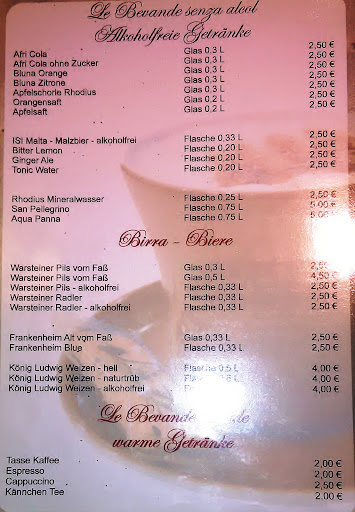 Le Bevande senza alcol
Alkoholfreie Getränke
Afri Cola Glas 0,3 L 2,50 €
Afri Cola ohne Zucker Glas 0,3 L 2,50 €
Bluna Orange Glas 0,3 L 2,50 €
Bluna Zitrone Glas 0,3 L 2,50 €
Apfelschorle Rhodius Glas 0,3 L 2,50 €
Orangensaft Glas 0,2 L 2,50 €
Apfelsaft Glas 0,2 L 2,50 €
ISI Malta - Malzbier - alkoholfrei Flasche 0,33 L 2,50 €
Bitter Lemon Flasche 0,20 L 2,50 €
Ginger Ale Flasche 0,20 L 2,50 €
Tonic Water Flasche 0,20 L 2,50 €
Rhodius Mineralwasser Flasche 0,25 L 2,50 €
San Pellegrino Flasche 0,75 L 5,00 €
Aqua Panna Flasche 0,75 L 5,00 €
Birra - Biere
Warsteiner Pils vom Faß Glas 0,3 L 2,50
Warsteiner Pils vom Faß Glas 0,5 L 4,50 €
Warsteiner Pils - alkoholfrei Flasche 0,33 L 2,50 €
Warsteiner Radler Flasche 0,33 L 2,50 €
Warsteiner Radler - alkoholfrei Flasche 0,33 L 2,50 €
Frankenheim Alt vom Faß Glas 0,33 L 2,50 €
Frankenheim Blue Flasche 0,33 L 2,50 €
König Ludwig Weizen - hell Flasche 0,5 L 4,00 €
König Ludwig Weizen - naturtrüb L 4,00 €
König Ludwig Weizen - alkoholfrei L 4,00 €
Le Bevande
warme Getränke
Tasse Kaffee 2,00 €
Espresso 2,00 €
Cappuccino 2,50 €
Kännchen Tee 2,00 €